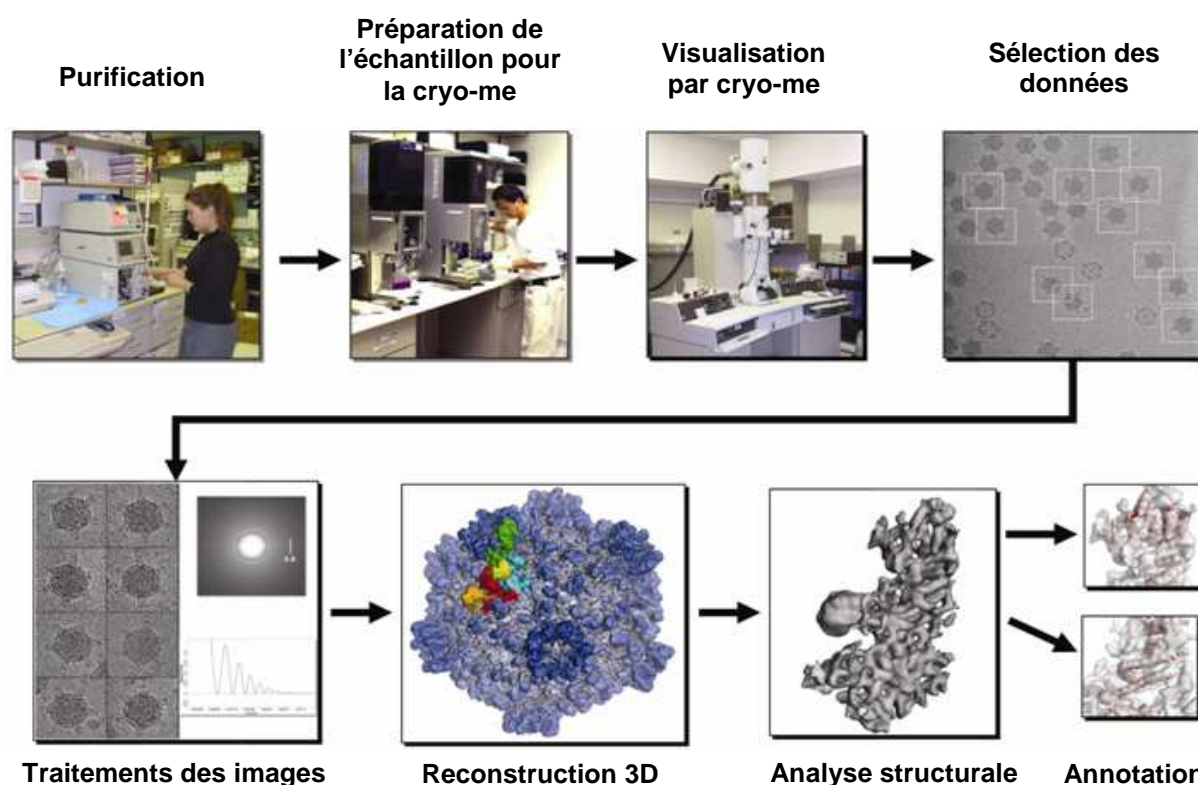 Purification
Préparation de
l'échantillon pour
la cryo-me
Visualisation
par cryo-me
Sélection des
données
Traitements des images
Reconstruction 3D
Analyse structurale
Annotation